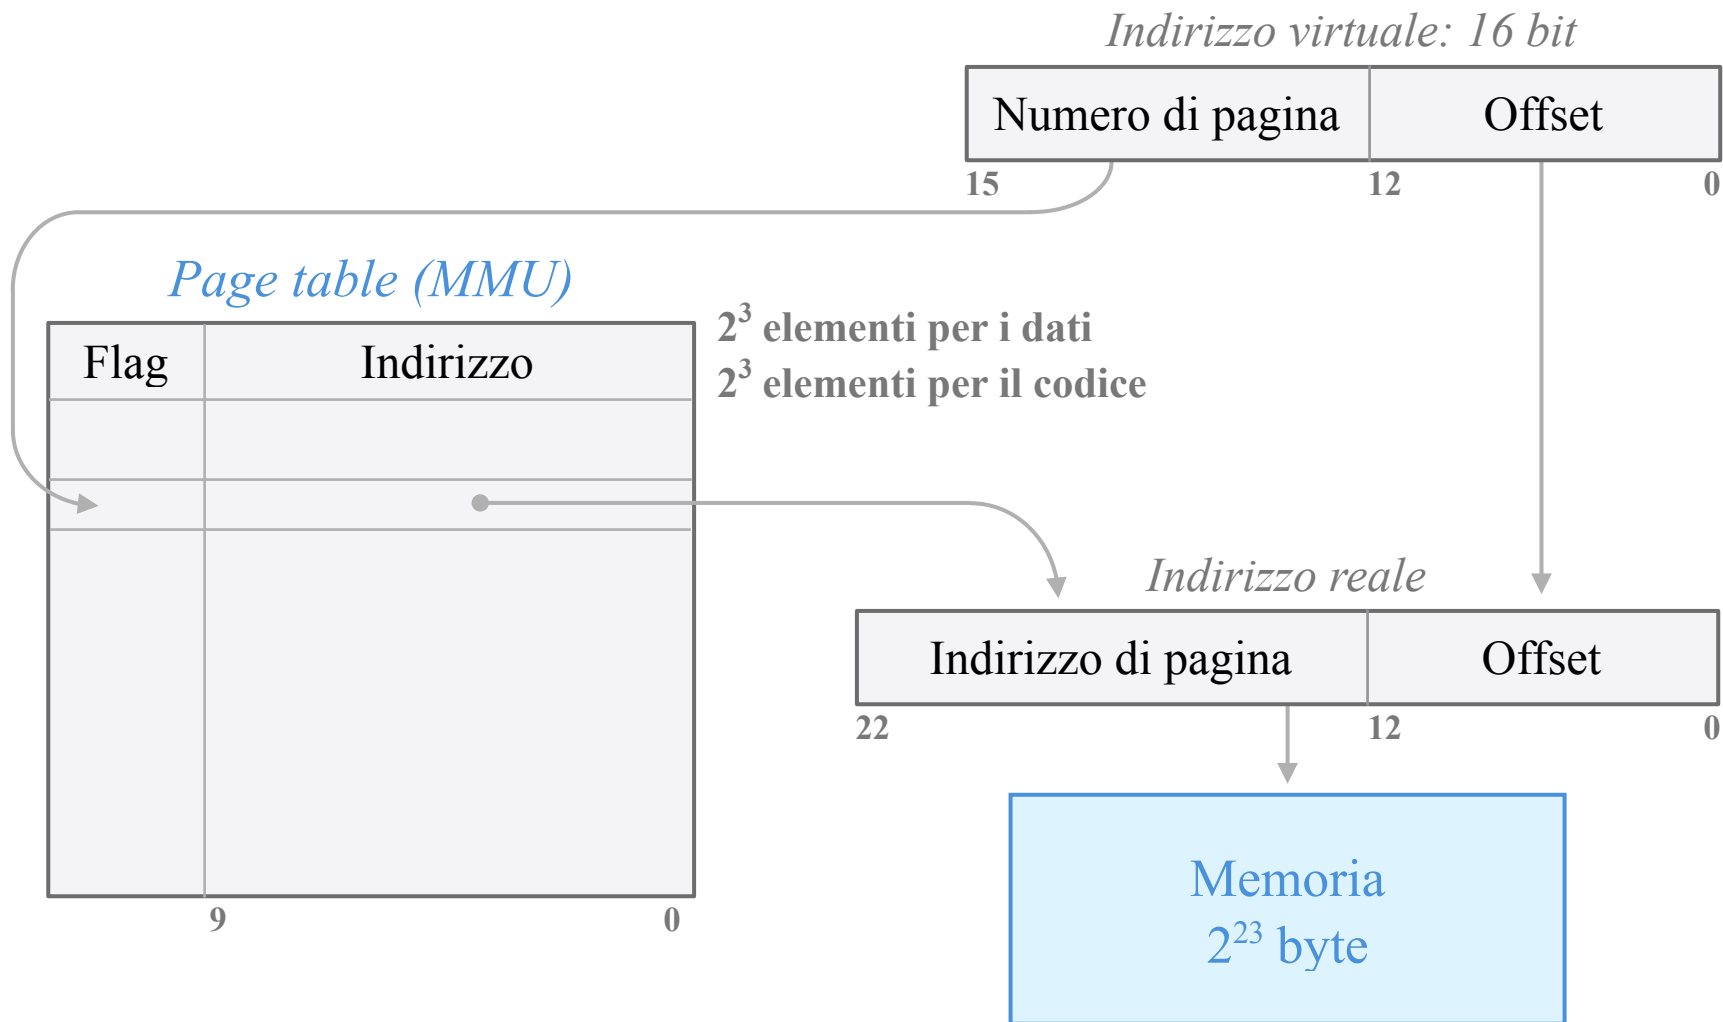 Indirizzo virtuale: 16 bit
Numero di pagina Offset
15 12 0
Page table (MMU)
2³ elementi per i dati
2³ elementi per il codice
Flag Indirizzo
Indirizzo reale
Indirizzo di pagina Offset
22 12 0
9 0
Memoria
2²³ byte